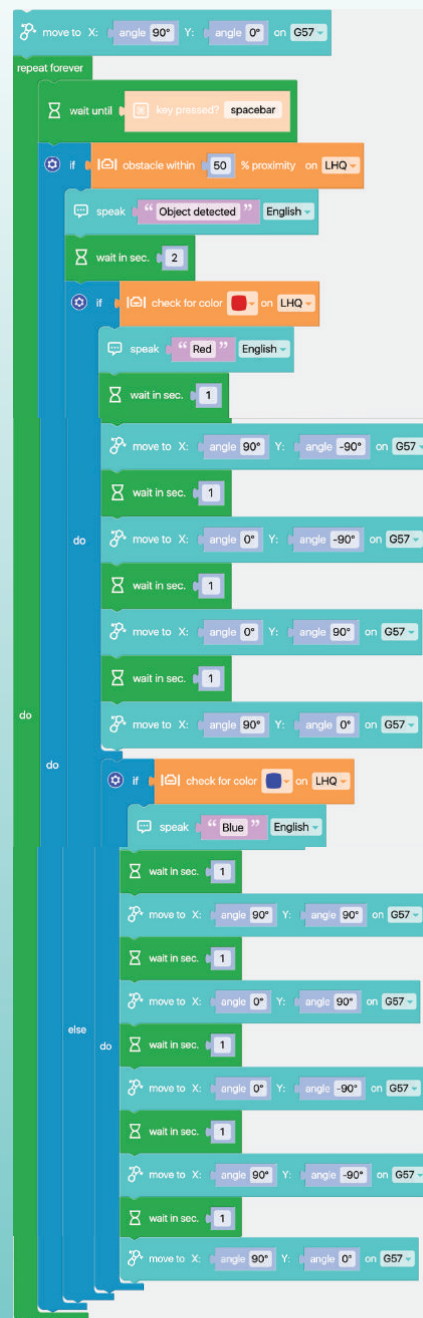 move to X: angle 90° Y: angle 0° on G57
repeat forever
wait until key pressed? spacebar
if obstacle within 50 % proximity on LHQ
speak “ Object detected ” English
wait in sec. 2
if check for color on LHQ
speak “ Red ” English
wait in sec. 1
move to X: angle 90° Y: angle -90° on G57
wait in sec. 1
do move to X: angle 0° Y: angle -90° on G57
wait in sec. 1
move to X: angle 0° Y: angle 90° on G57
wait in sec. 1
do move to X: angle 90° Y: angle 0° on G57
do if check for color on LHQ
speak “ Blue ” English
wait in sec. 1
move to X: angle 90° Y: angle 90° on G57
wait in sec. 1
move to X: angle 0° Y: angle 90° on G57
else do wait in sec. 1
move to X: angle 0° Y: angle -90° on G57
wait in sec. 1
move to X: angle 90° Y: angle -90° on G57
wait in sec. 1
move to X: angle 90° Y: angle 0° on G57